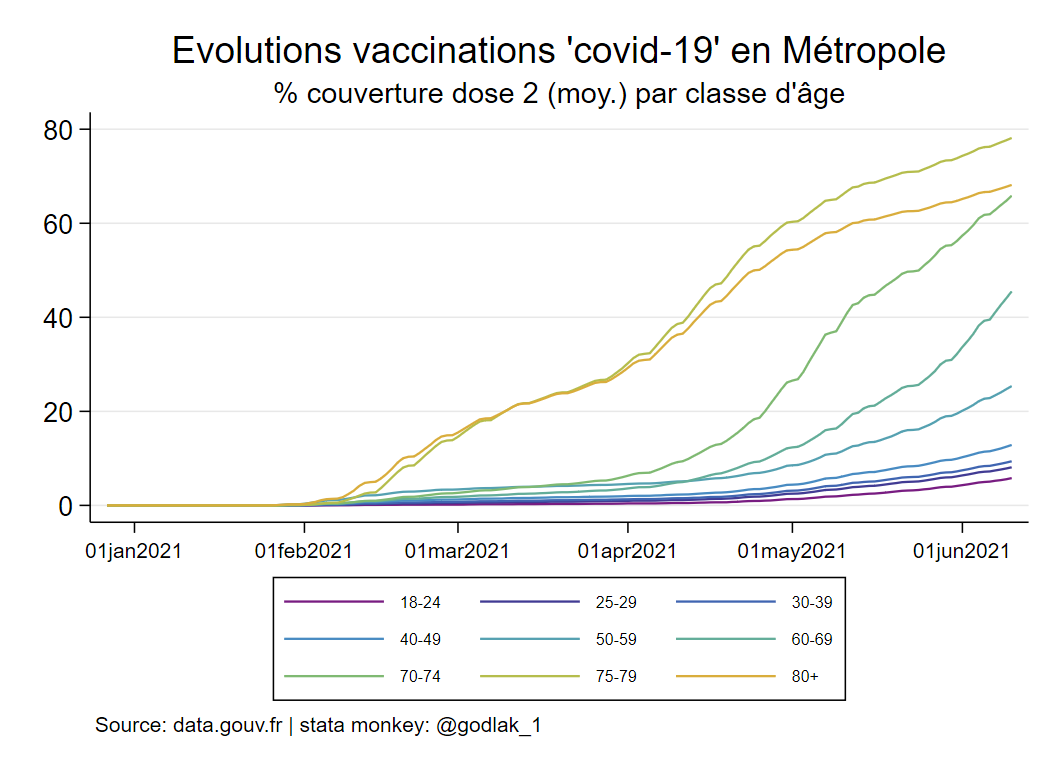 Evolutions vaccinations 'covid-19' en Métropole
% couverture dose 2 (moy.) par classe d'âge
80
60
40
20
0
01jan2021 01feb2021 01mar2021 01apr2021 01may2021 01jun2021
18-24 25-29 30-39
40-49 50-59 60-69
70-74 75-79 80+
Source: data.gouv.fr | stata monkey: @godlak_1